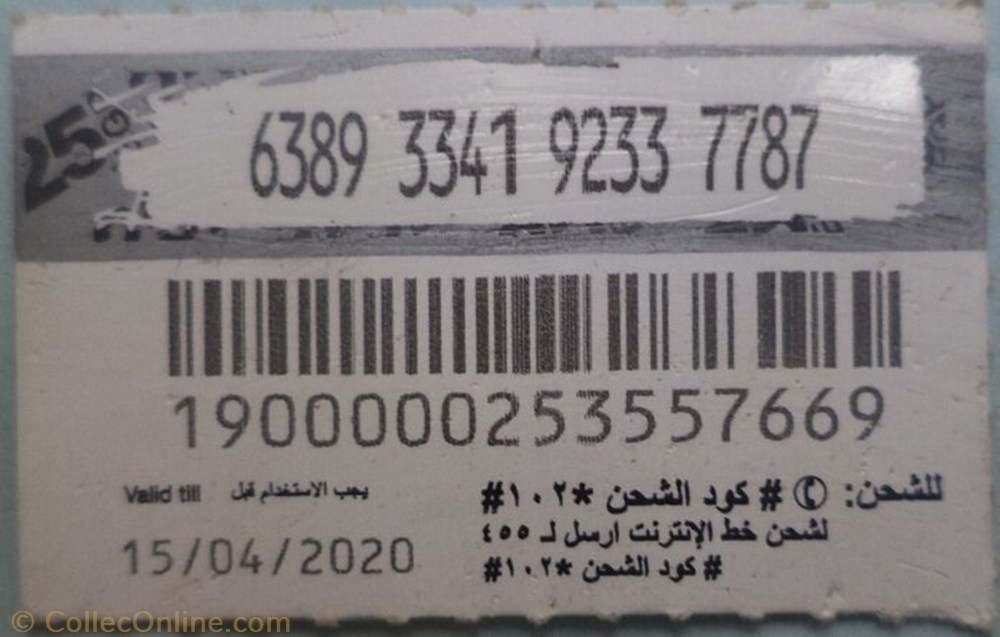 25
6389 3341 9233 7787
1900000253557669
Valid till يجب الاستخدام قبل
15/04/2020
للشحن: ✆ # كود الشحن *١٠٢#
لشحن خط الإنترنت ارسل لـ ٤٥٥
# كود الشحن *١٠٢#
© CollecOnline.com